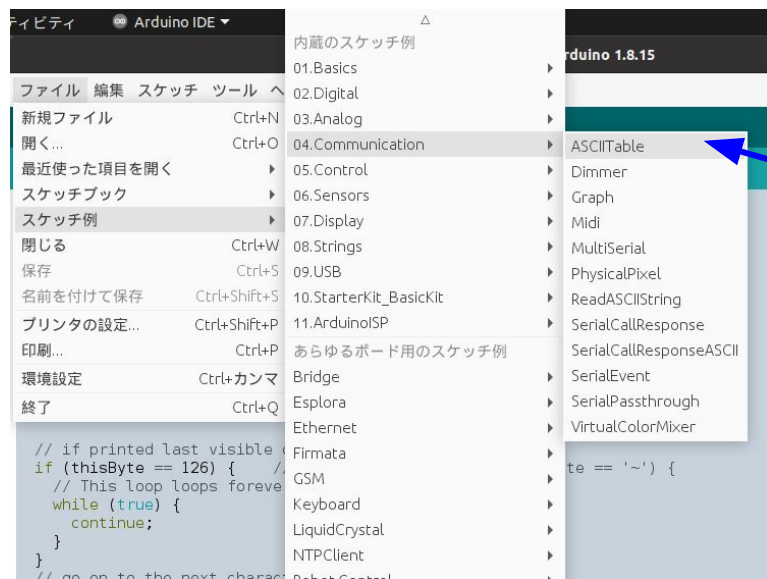 ティビティ Arduino IDE
rduino 1.8.15
ファイル 編集 スケッチ ツール ヘ
新規ファイル Ctrl+N
開く... Ctrl+O
最近使った項目を開く
スケッチブック
スケッチ例
閉じる Ctrl+W
保存 Ctrl+S
名前を付けて保存 Ctrl+Shift+S
プリンタの設定... Ctrl+Shift+P
印刷... Ctrl+P
環境設定 Ctrl+カンマ
終了 Ctrl+Q
内蔵のスケッチ例
01.Basics
02.Digital
03.Analog
04.Communication
05.Control
06.Sensors
07.Display
08.Strings
09.USB
10.StarterKit_BasicKit
11.ArduinoISP
あらゆるボード用のスケッチ例
Bridge
Esplora
Ethernet
Firmata
GSM
Keyboard
LiquidCrystal
NTPClient
Robot Control
ASCIITable
Dimmer
Graph
Midi
MultiSerial
PhysicalPixel
ReadASCIIString
SerialCallResponse
SerialCallResponseASCII
SerialEvent
SerialPassthrough
VirtualColorMixer
// if printed last visible
if (thisByte == 126) { / te == '~') {
// This loop loops foreve
while (true) {
continue;
}
}
// go on to the next charac